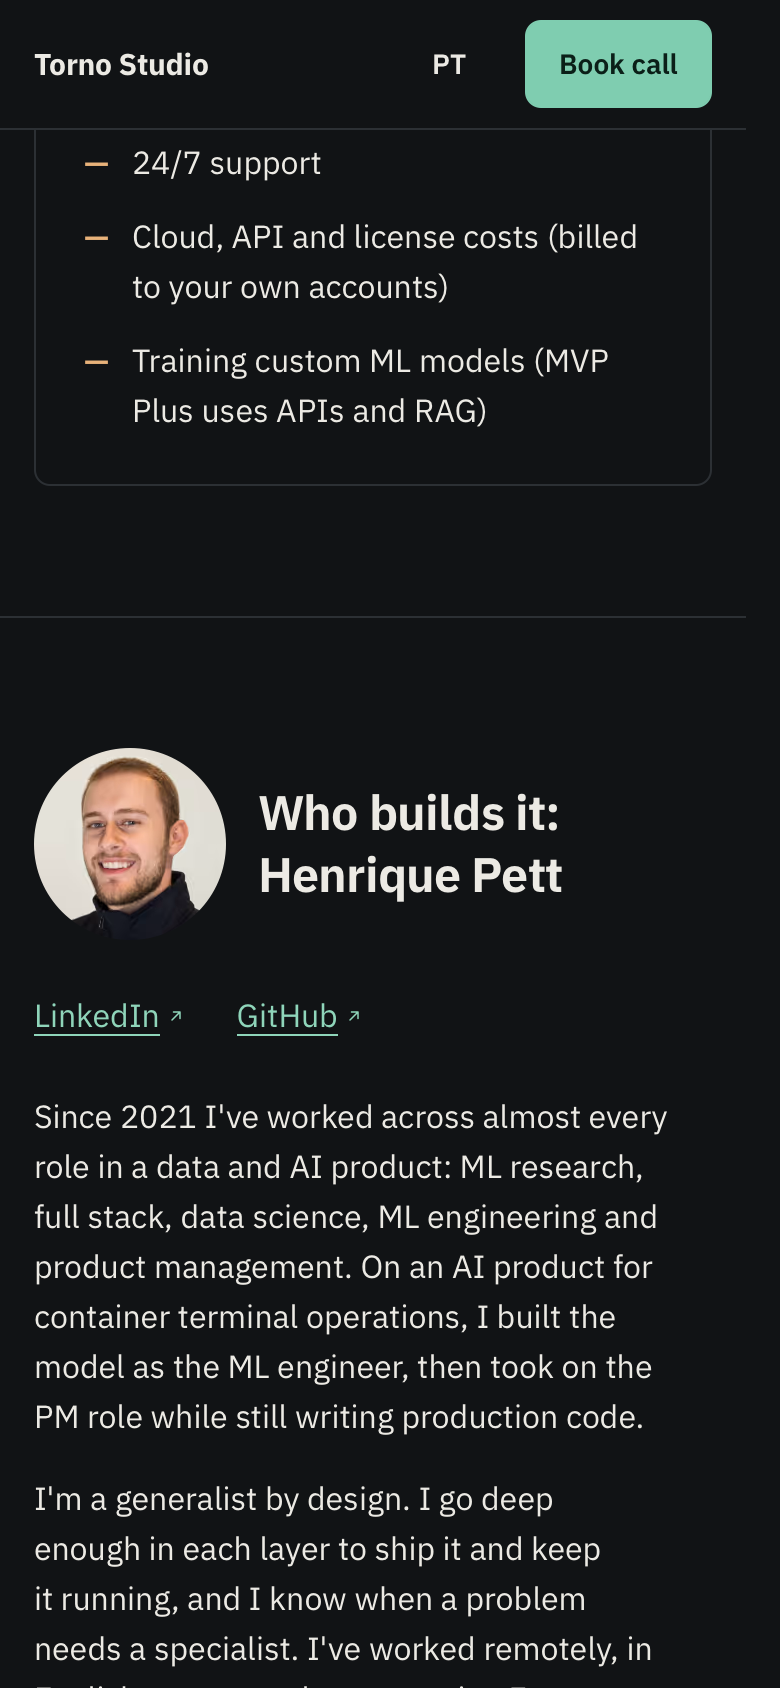 Torno Studio
PT
Book call
24/7 support
Cloud, API and license costs (billed
to your own accounts)
Training custom ML models (MVP
Plus uses APIs and RAG)
Who builds it:
Henrique Pett
LinkedIn ↗
GitHub ↗
Since 2021 I've worked across almost every
role in a data and AI product: ML research,
full stack, data science, ML engineering and
product management. On an AI product for
container terminal operations, I built the
model as the ML engineer, then took on the
PM role while still writing production code.
I'm a generalist by design. I go deep
enough in each layer to ship it and keep
it running, and I know when a problem
needs a specialist. I've worked remotely, in